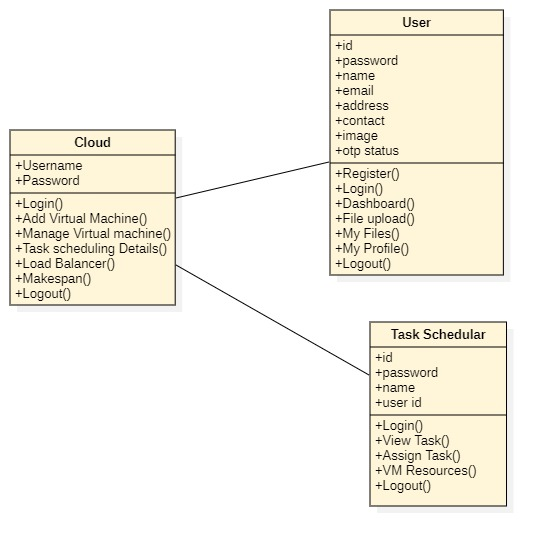 User
+id
+password
+name
+email
+address
+contact
+image
+otp status
+Register()
+Login()
+Dashboard()
+File upload()
+My Files()
+My Profile()
+Logout()
Cloud
+Username
+Password
+Login()
+Add Virtual Machine()
+Manage Virtual machine()
+Task scheduling Details()
+Load Balancer()
+Makespan()
+Logout()
Task Schedular
+id
+password
+name
+user id
+Login()
+View Task()
+Assign Task()
+VM Resources()
+Logout()